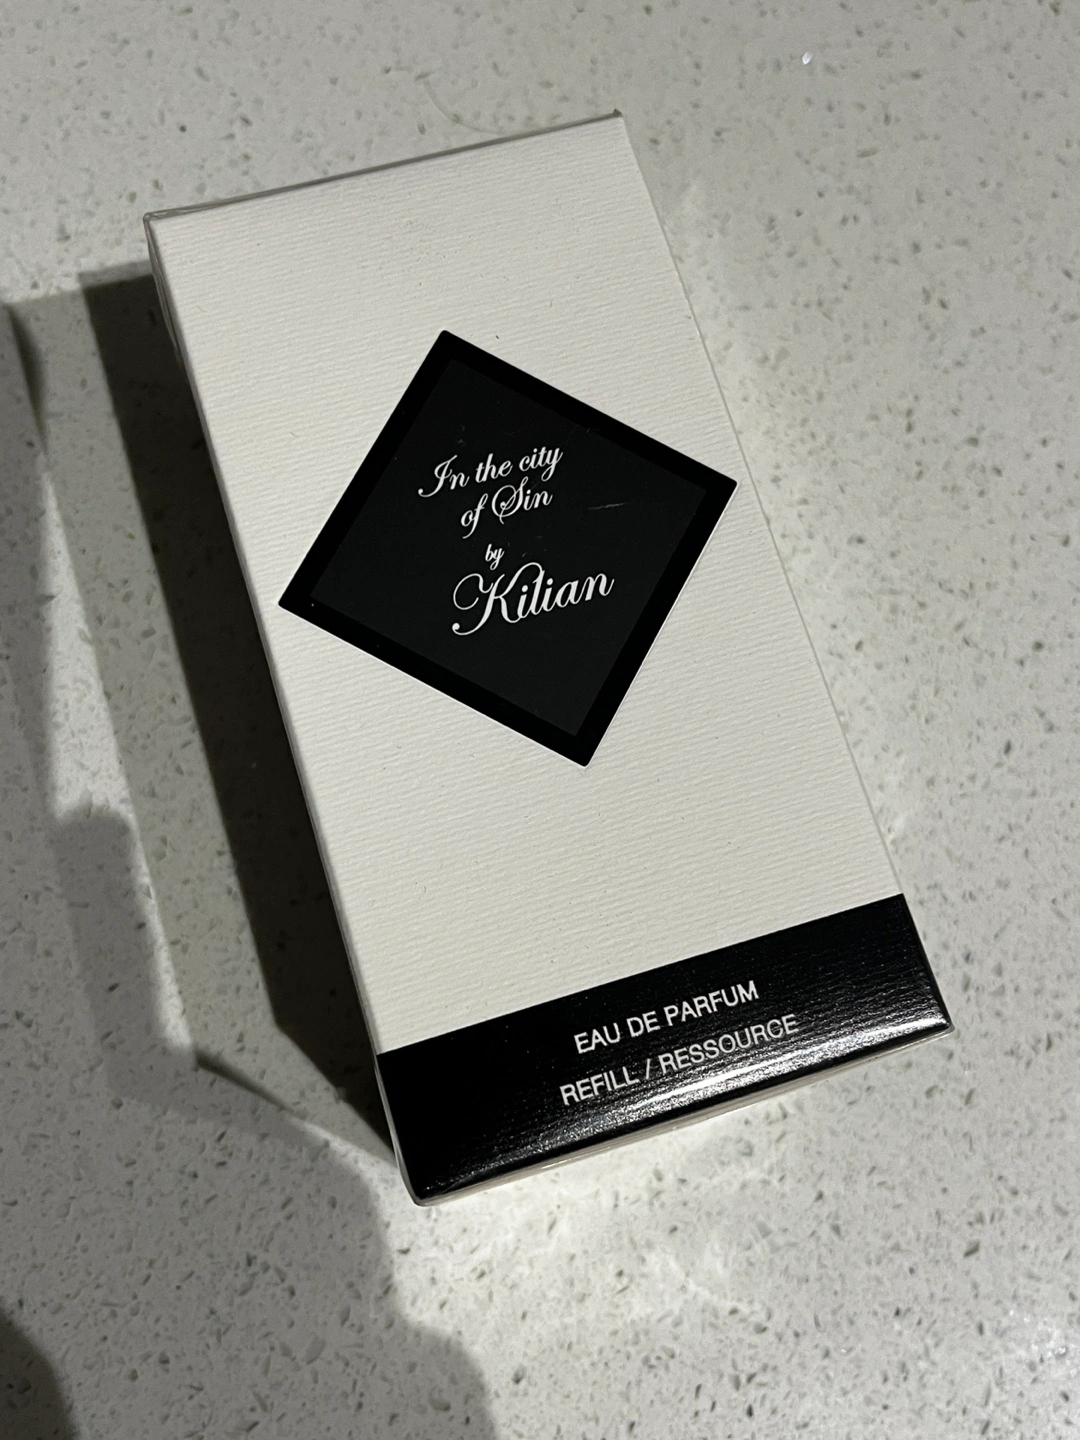 In the city
of Sin
by
Kilian
EAU DE PARFUM
REFILL / RESSOURCE